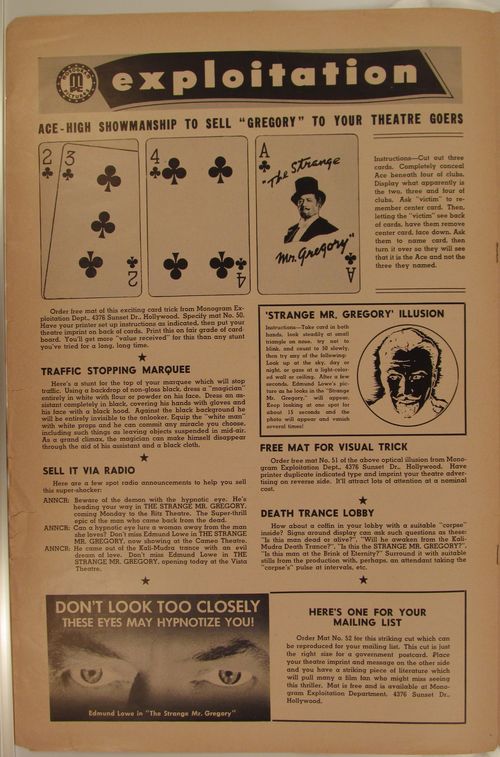 MONOGRAM
PICTURES
exploitation
ACE-HIGH SHOWMANSHIP TO SELL "GREGORY" TO YOUR THEATRE GOERS
2 3
2
4
4
A
"The Strange
Mr. Gregory"
A
Instructions—Cut out three
cards. Completely conceal
Ace beneath four of clubs.
Display what apparently is
the two, three and four of
clubs. Ask "victim" to re-
member center card. Then,
letting the "victim" see back
of cards, have them remove
center card, face down. Ask
them to name card, then
turn it over so they will see
that it is the Ace and not the
three they named.
Order free mat of this exciting card trick from Monogram Ex-
ploitation Dept., 4376 Sunset Dr., Hollywood. Specify mat No. 50.
Have your printer set up instructions as indicated, then put your
theatre imprint on back of cards. Print this on fair grade of card-
board. You'll get more "value received" for this than any stunt
you've tried for a long, long time.
TRAFFIC STOPPING MARQUEE
Here's a stunt for the top of your marquee which will stop
traffic. Using a backdrop of non-gloss black, dress a "magician"
entirely in white with flour or powder on his face. Dress an as-
sistant completely in black, covering his hands with gloves and
his face with a black hood. Against the black background he
will be entirely invisible to the onlooker. Equip the "white man"
with white props and he can commit any miracle you choose,
including such things as leaving objects suspended in mid-air.
As a grand climax, the magician can make himself disappear
through the aid of his assistant and a black cloth.
SELL IT VIA RADIO
Here are a few spot radio announcements to help you sell
this super-shocker:
ANNCR: Beware of the demon with the hypnotic eye. He's
heading your way in THE STRANGE MR. GREGORY,
coming Monday to the Ritz Theatre. The Super-thrill
epic of the man who came back from the dead.
ANNCR: Can a hypnotic eye lure a woman away from the man
she loves? Don't miss Edmund Lowe in THE STRANGE
MR. GREGORY, now showing at the Cameo Theatre.
ANNCR: He came out of the Kali-Mudra trance with an evil
dream of love. Don't miss Edmund Lowe in THE
STRANGE MR. GREGORY, opening today at the Vista
Theatre.
'STRANGE MR. GREGORY' ILLUSION
Instructions—Take card in both
hands, look steadily at small
triangle on nose, try not to
blink, and count to 30 slowly,
then try any of the following:
Look up at the sky, day or
night, or gaze at a light-color-
ed wall or ceiling. After a few
seconds, Edmund Lowe's pic-
ture as he looks in the "Strange
Mr. Gregory," will appear.
Keep looking at one spot for
about 15 seconds and the
photo will appear and vanish
several times!
FREE MAT FOR VISUAL TRICK
Order free mat No. 51 of the above optical illusion from Mono-
gram Exploitation Dept., 4376 Sunset Dr., Hollywood. Have
printer duplicate indicated type and imprint your theatre adver-
tising on reverse side. It'll attract lots of attention at a nominal
cost.
DEATH TRANCE LOBBY
How about a coffin in your lobby with a suitable "corpse"
inside? Signs around display can ask such questions as these:
"Is this man dead or alive?", "Will he awaken from the Kali-
Mudra Death Trance?", "Is this the STRANGE MR. GREGORY?",
"Is this man at the Brink of Eternity?" Surround it with suitable
stills from the production with, perhaps, an attendant taking the
"corpse's" pulse at intervals, etc.
DON'T LOOK TOO CLOSELY
THESE EYES MAY HYPNOTIZE YOU!
Edmund Lowe in "The Strange Mr. Gregory"
HERE'S ONE FOR YOUR
MAILING LIST
Order Mat No. 52 for this striking cut which can
be reproduced for your mailing list. This cut is just
the right size for a government postcard. Place
your theatre imprint and message on the other side
and you have a striking piece of literature which
will pull many a film fan who might miss seeing
this thriller. Mat is free and is available at Mono-
gram Exploitation Department, 4376 Sunset Dr.,
Hollywood.